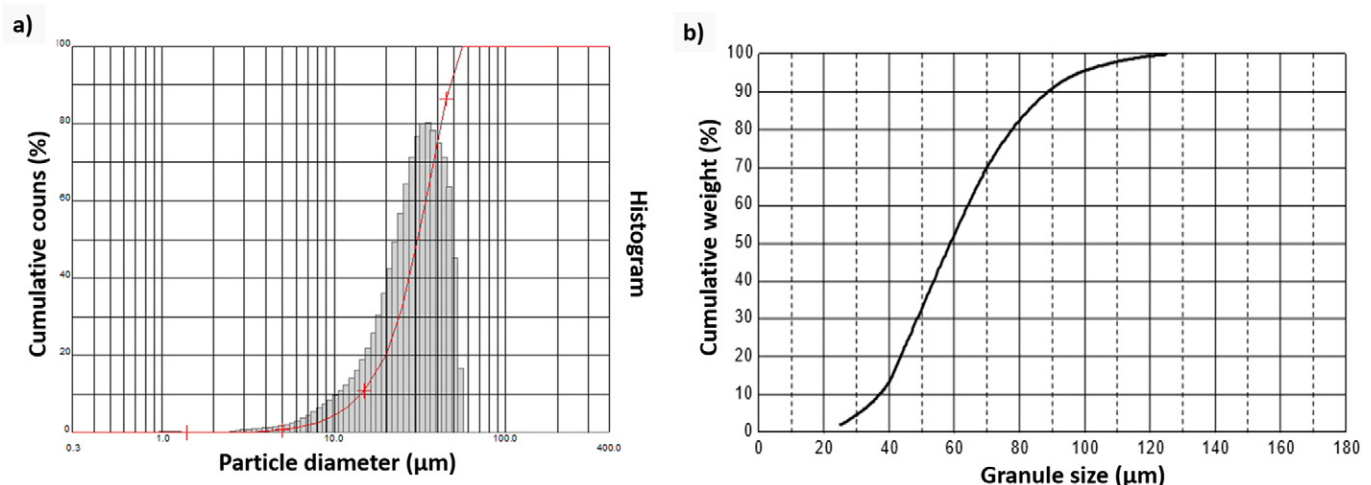 a)
Cumulative couns (%)
100
80
60
40
20
0
0.3 1.0 10.0 100.0 400.0
Particle diameter (μm)
Histogram
b)
Cumulative weight (%)
100
90
80
70
60
50
40
30
20
10
0
0 20 40 60 80 100 120 140 160 180
Granule size (μm)